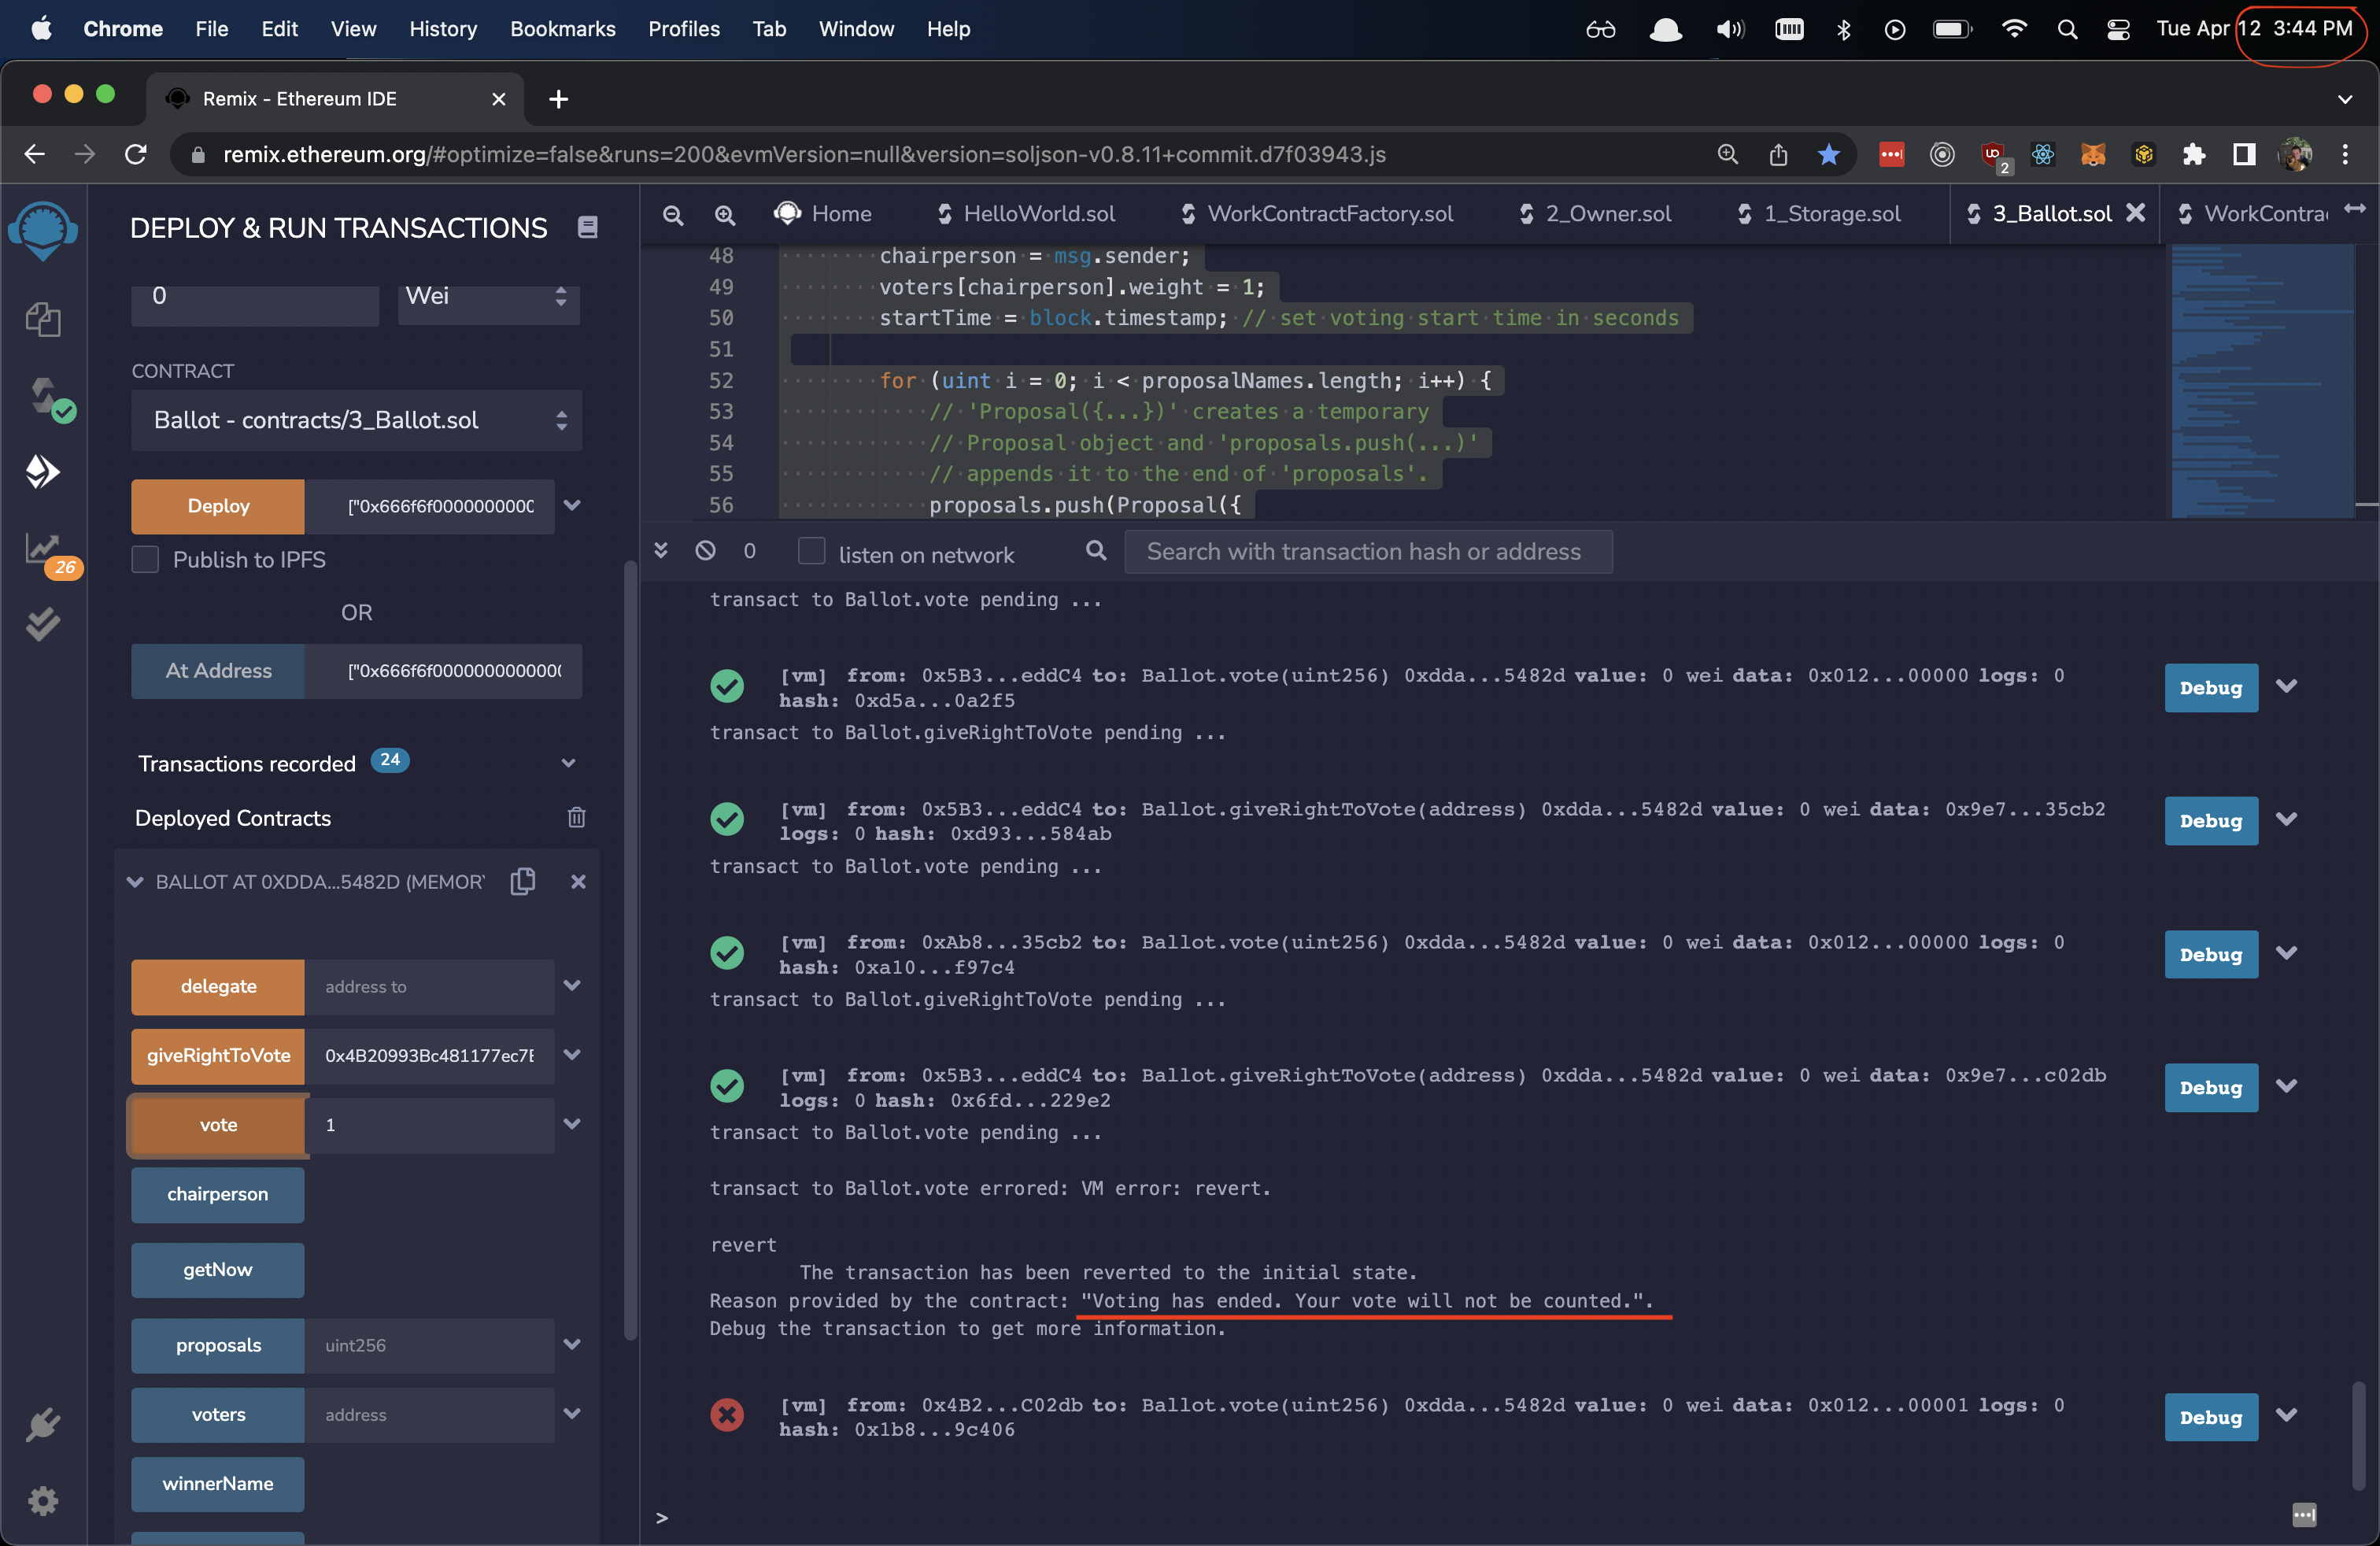 Chrome File Edit View History Bookmarks Profiles Tab Window Help Tue Apr 12 3:44 PM
Remix - Ethereum IDE
remix.ethereum.org/#optimize=false&runs=200&evmVersion=null&version=soljson-v0.8.11+commit.d7f03943.js
2
DEPLOY & RUN TRANSACTIONS
0 Wei
CONTRACT
Ballot - contracts/3_Ballot.sol
Deploy ["0x666f6f0000000000
Publish to IPFS
26
OR
At Address ["0x666f6f0000000000000
Transactions recorded 24
Deployed Contracts
BALLOT AT 0XDDA...5482D (MEMORY
delegate address to
giveRightToVote 0x4B20993Bc481177ec7E
vote 1
chairperson
getNow
proposals uint256
voters address
winnerName
Home HelloWorld.sol WorkContractFactory.sol 2_Owner.sol 1_Storage.sol 3_Ballot.sol WorkContra
48 chairperson = msg.sender;
49 voters[chairperson].weight = 1;
50 startTime = block.timestamp; // set voting start time in seconds
51
52 for (uint i = 0; i < proposalNames.length; i++) {
53 // 'Proposal({...})' creates a temporary
54 // Proposal object and 'proposals.push(...)'
55 // appends it to the end of 'proposals'.
56 proposals.push(Proposal({
0 listen on network Search with transaction hash or address
transact to Ballot.vote pending ...
[vm] from: 0x5B3...eddC4 to: Ballot.vote(uint256) 0xdda...5482d value: 0 wei data: 0x012...00000 logs: 0
hash: 0xd5a...0a2f5
Debug
transact to Ballot.giveRightToVote pending ...
[vm] from: 0x5B3...eddC4 to: Ballot.giveRightToVote(address) 0xdda...5482d value: 0 wei data: 0x9e7...35cb2
logs: 0 hash: 0xd93...584ab
Debug
transact to Ballot.vote pending ...
[vm] from: 0xAb8...35cb2 to: Ballot.vote(uint256) 0xdda...5482d value: 0 wei data: 0x012...00000 logs: 0
hash: 0xa10...f97c4
Debug
transact to Ballot.giveRightToVote pending ...
[vm] from: 0x5B3...eddC4 to: Ballot.giveRightToVote(address) 0xdda...5482d value: 0 wei data: 0x9e7...c02db
logs: 0 hash: 0x6fd...229e2
Debug
transact to Ballot.vote pending ...
transact to Ballot.vote errored: VM error: revert.
revert
The transaction has been reverted to the initial state.
Reason provided by the contract: "Voting has ended. Your vote will not be counted.".
Debug the transaction to get more information.
[vm] from: 0x4B2...C02db to: Ballot.vote(uint256) 0xdda...5482d value: 0 wei data: 0x012...00001 logs: 0
hash: 0x1b8...9c406
Debug
>